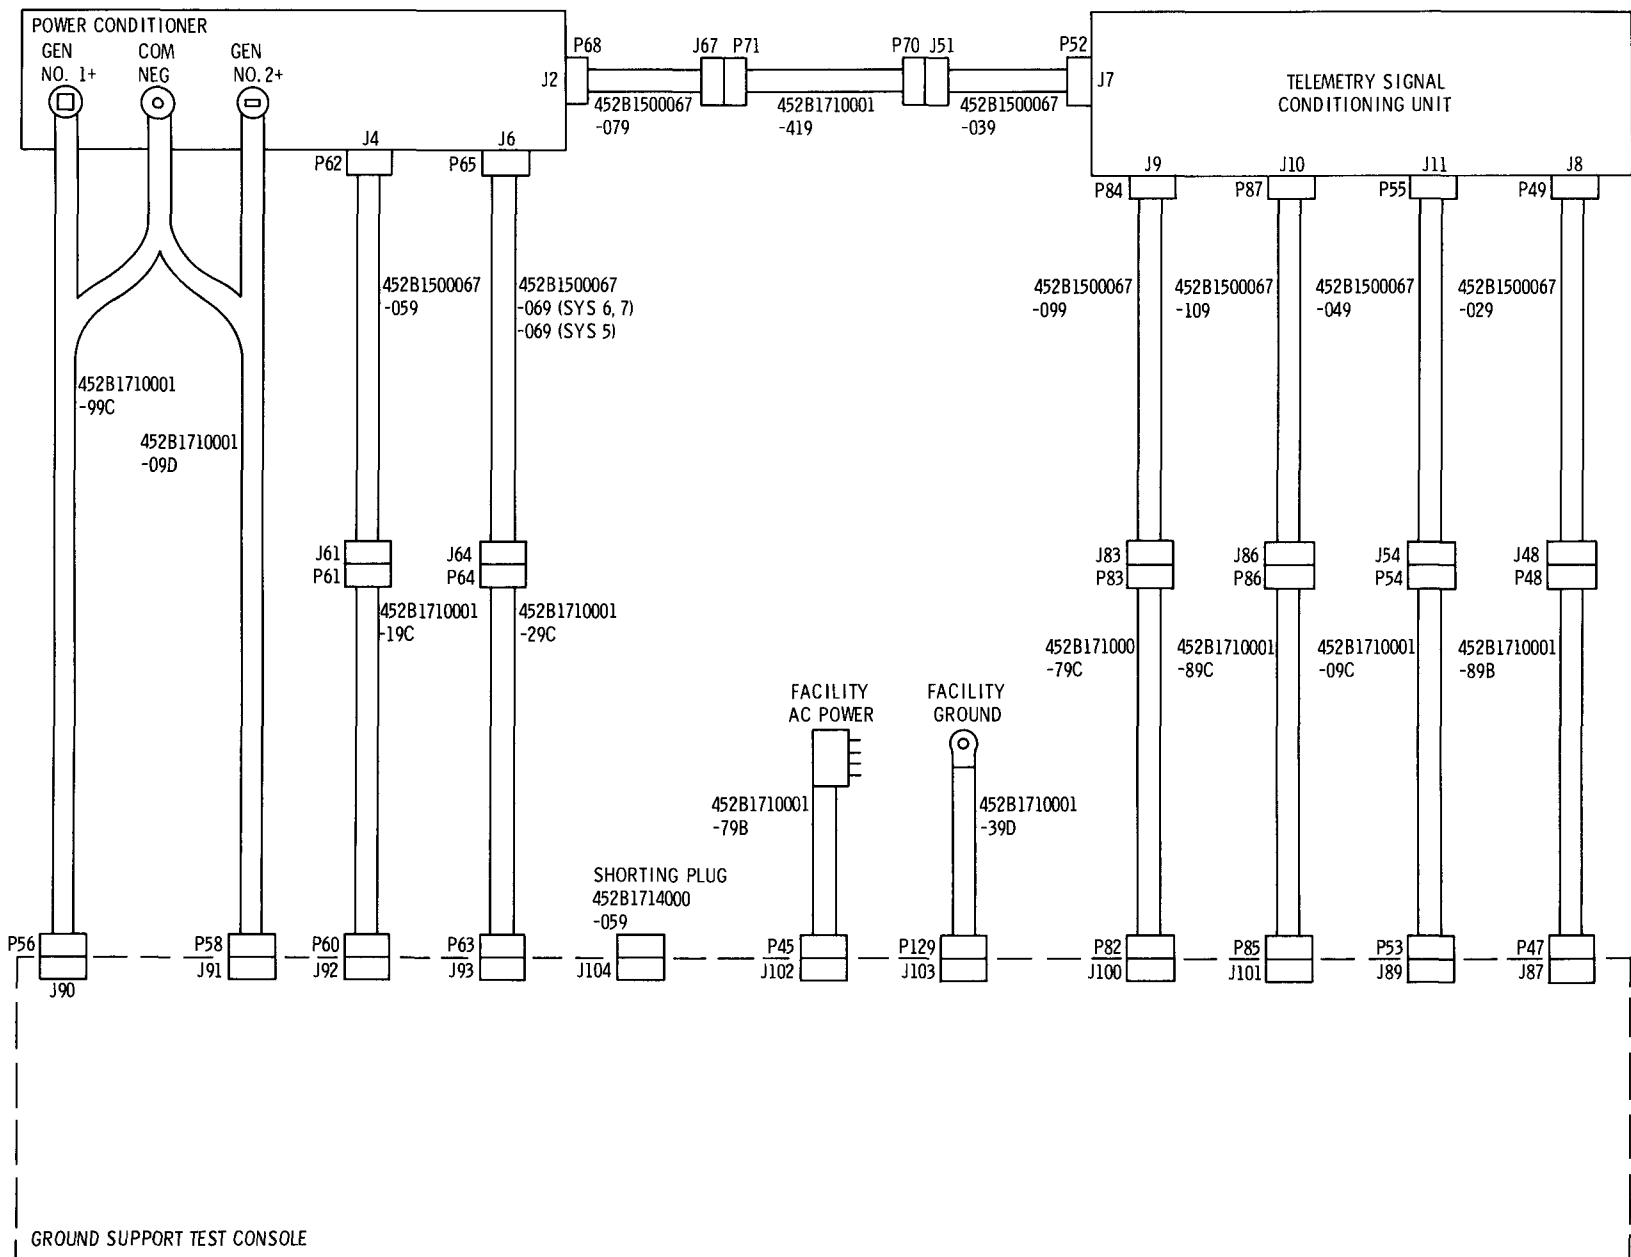 POWER CONDITIONER
GEN
NO. 1+
COM
NEG
GEN
NO. 2+
J2
P68
J67
P71
P70
J51
P52
J7
452B1500067
-079
452B1710001
-419
452B1500067
-039
TELEMETRY SIGNAL
CONDITIONING UNIT
J4
P62
J6
P65
J9
P84
J10
P87
J11
P55
J8
P49
452B1500067
-059
452B1500067
-069 (SYS 6, 7)
-069 (SYS 5)
452B1500067
-099
452B1500067
-109
452B1500067
-049
452B1500067
-029
452B1710001
-99C
452B1710001
-09D
J61
P61
J64
P64
J83
P83
J86
P86
J54
P54
J48
P48
452B1710001
-19C
452B1710001
-29C
452B171000
-79C
452B1710001
-89C
452B1710001
-09C
452B1710001
-89B
FACILITY
AC POWER
FACILITY
GROUND
452B1710001
-79B
452B1710001
-39D
SHORTING PLUG
452B1714000
-059
P56
J90
P58
J91
P60
J92
P63
J93
J104
P45
J102
P129
J103
P82
J100
P85
J101
P53
J89
P47
J87
GROUND SUPPORT TEST CONSOLE